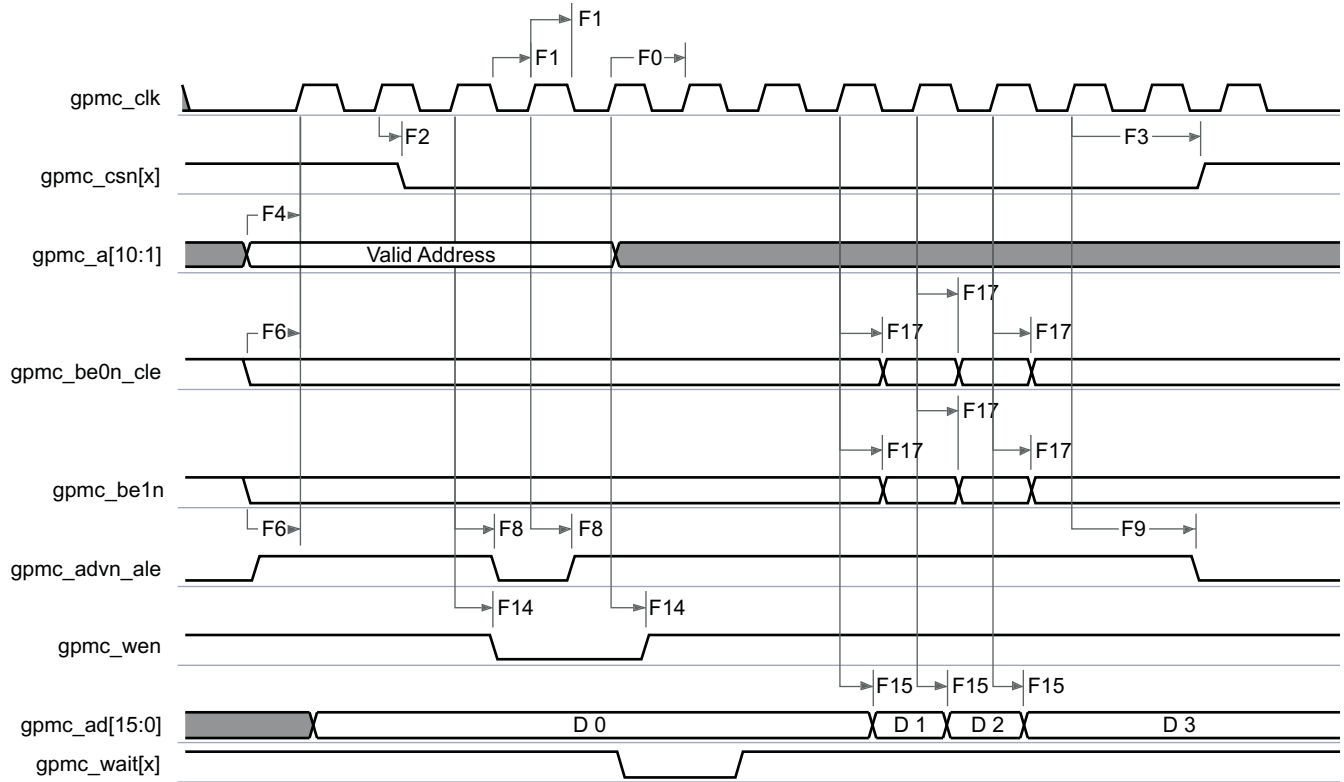 F1
F1 F0
gpmc_clk
F2 F3
gpmc_csn[x]
F4
gpmc_a[10:1] Valid Address
F17
F6 F17 F17
gpmc_be0n_cle
F17
F17 F17
gpmc_be1n
F6 F8 F8 F9
gpmc_advn_ale
F14 F14
gpmc_wen
F15 F15 F15
gpmc_ad[15:0] D 0 D 1 D 2 D 3
gpmc_wait[x]